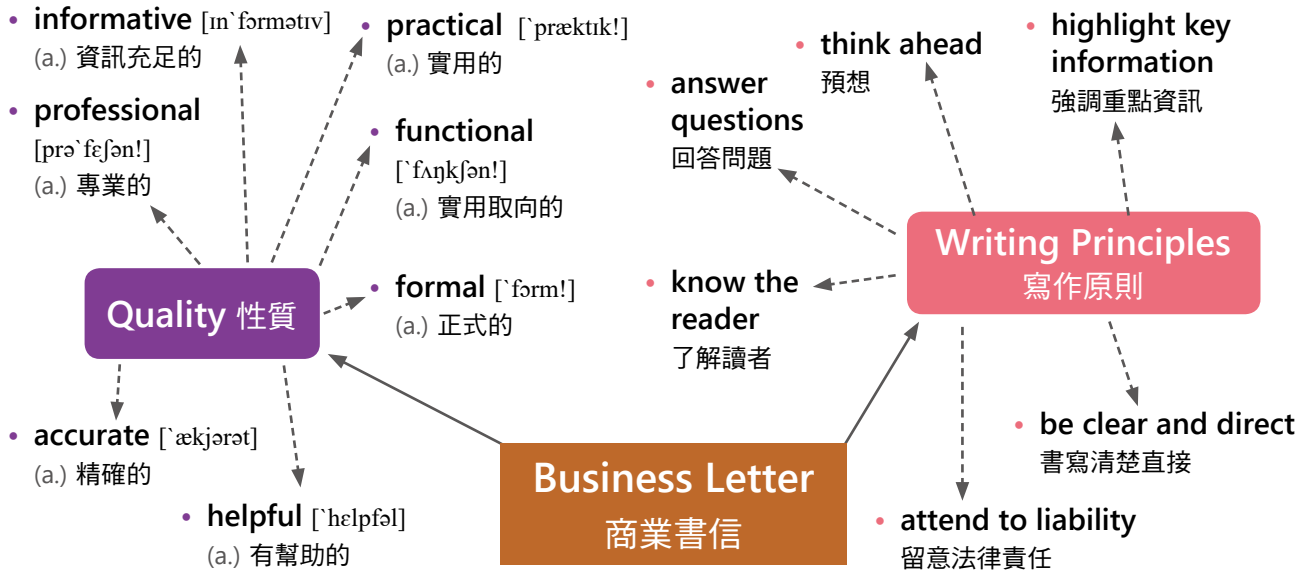 • informative [ɪn`fɔrmətɪv]
(a.) 資訊充足的
• practical [`præktɪk!]
(a.) 實用的
• professional
[prə`fɛʃən!]
(a.) 專業的
• functional
[`fʌŋkʃən!]
(a.) 實用取向的
• formal [`fɔrm!]
(a.) 正式的
Quality 性質
• accurate [`ækjərət]
(a.) 精確的
• helpful [`hɛlpfəl]
(a.) 有幫助的
Business Letter
商業書信
• think ahead
預想
• highlight key
information
強調重點資訊
• answer
questions
回答問題
Writing Principles
寫作原則
• know the
reader
了解讀者
• be clear and direct
書寫清楚直接
• attend to liability
留意法律責任